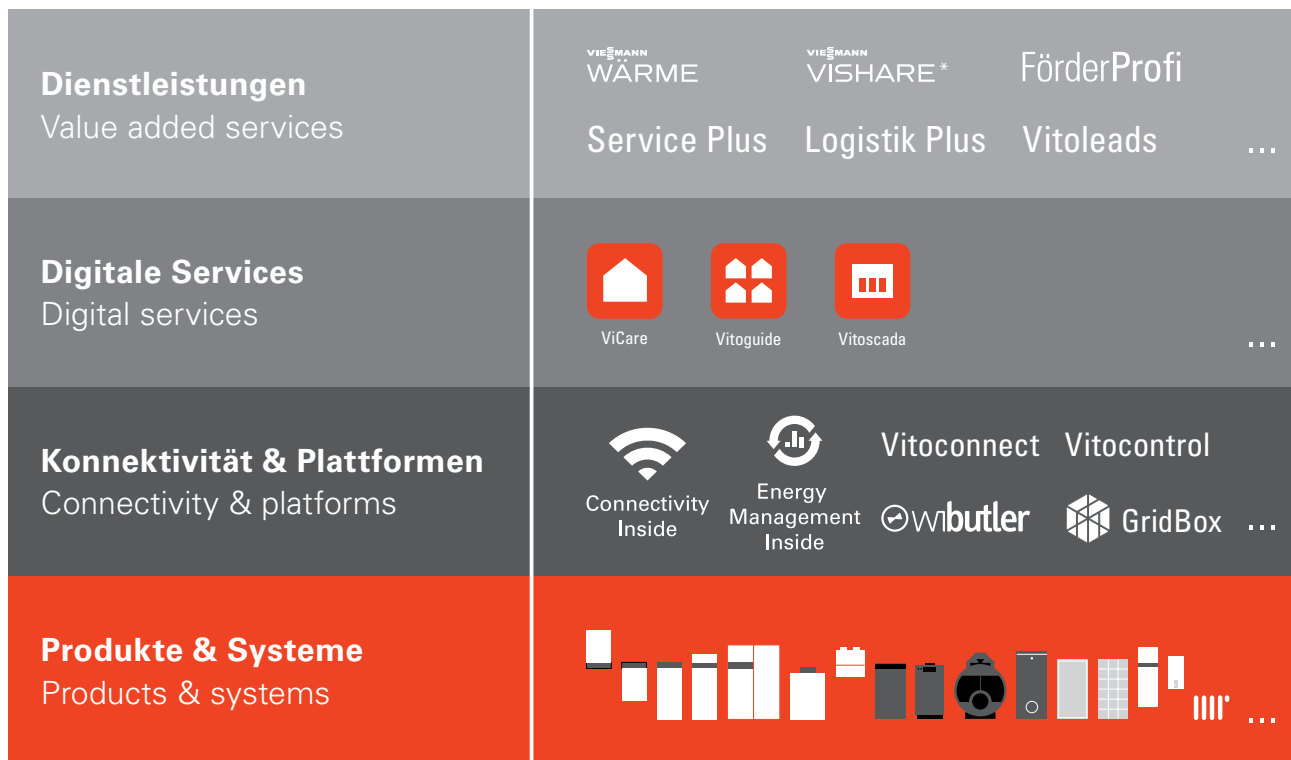 Dienstleistungen
Value added services
VIESMANN
WÄRME
VIESMANN
VISHARE*
FörderProfi
Service Plus
Logistik Plus
Vitoleads
...
Digitale Services
Digital services
ViCare
Vitoguide
Vitoscada
...
Konnektivität & Plattformen
Connectivity & platforms
Connectivity
Inside
Energy
Management
Inside
Vitoconnect
Vitocontrol
wibutler
GridBox
...
Produkte & Systeme
Products & systems
...